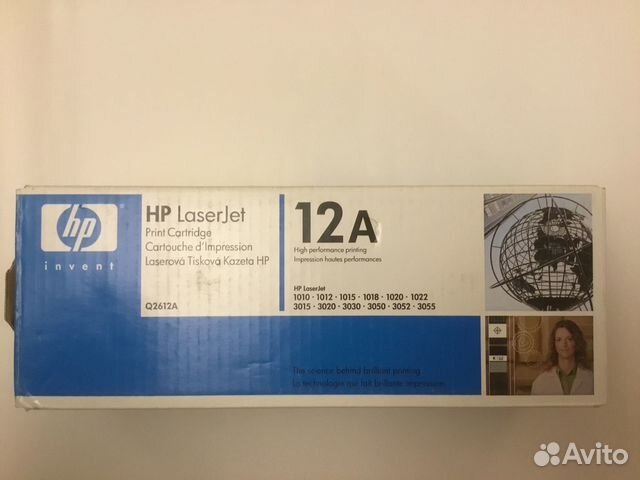 hp
invent
HP LaserJet
Print Cartridge
Cartouche d'Impression
Laserová Tisková Kazeta HP
Q2612A
12A
High performance printing
Impression hautes performances
HP LaserJet
1010 · 1012 · 1015 · 1018 · 1020 · 1022
3015 · 3020 · 3030 · 3050 · 3052 · 3055
The science behind brilliant printing
La technologie qui fait brillante impression
Avito